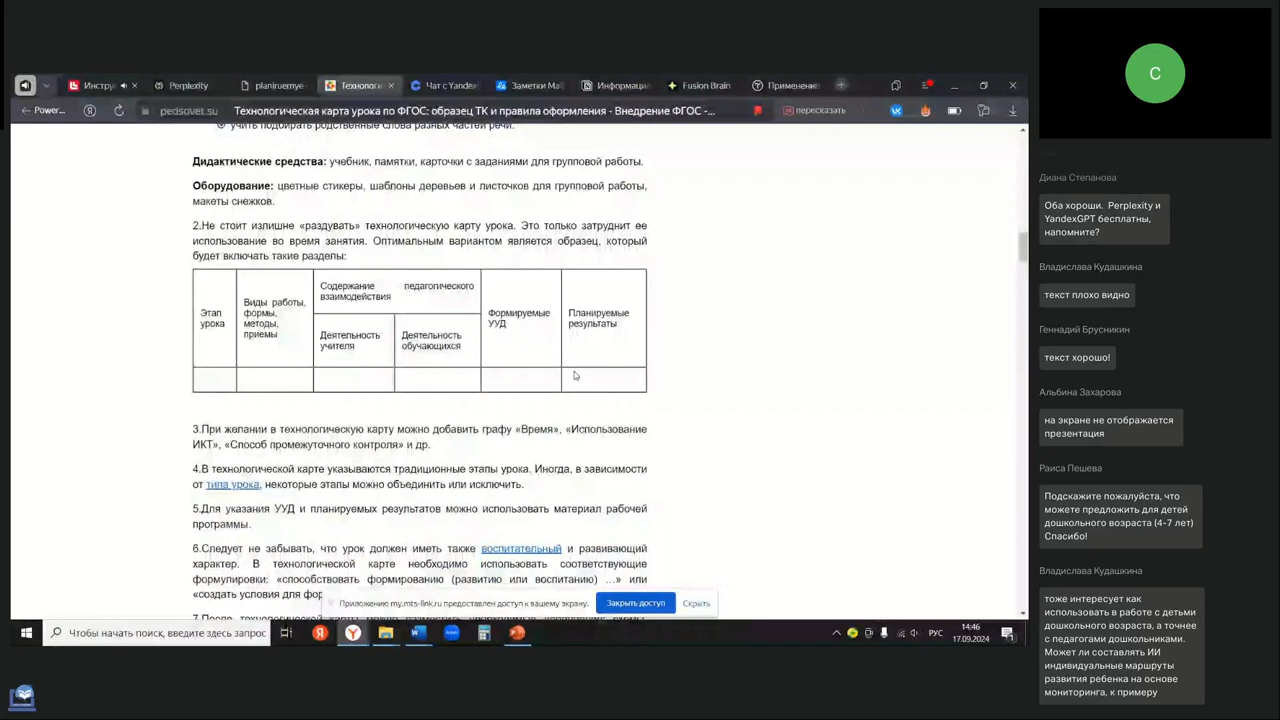 Инстру
Perplexity
planiruemye
Технологи
Чат с Yandex
Заметки Mai
Информаци
Fusion Brain
Применение
Power...
pedsovet.su
Технологическая карта урока по ФГОС: образец ТК и правила оформления - Внедрение ФГОС -...
пересказать
учить подбирать родственные слова разных частей речи.
Дидактические средства: учебник, памятки, карточки с заданиями для групповой работы.
Оборудование: цветные стикеры, шаблоны деревьев и листочков для групповой работы,
макеты снежков.
2.Не стоит излишне «раздувать» технологическую карту урока. Это только затруднит ее
использование во время занятия. Оптимальным вариантом является образец, который
будет включать такие разделы:
Этап
урока
Виды работы,
формы,
методы,
приемы
Содержание педагогического
взаимодействия
Деятельность
учителя
Деятельность
обучающихся
Формируемые
УУД
Планируемые
результаты
3.При желании в технологическую карту можно добавить графу «Время», «Использование
ИКТ», «Способ промежуточного контроля» и др.
4.В технологической карте указываются традиционные этапы урока. Иногда, в зависимости
от типа урока, некоторые этапы можно объединить или исключить.
5.Для указания УУД и планируемых результатов можно использовать материал рабочей
программы.
6.Следует не забывать, что урок должен иметь также воспитательный и развивающий
характер. В технологической карте необходимо использовать соответствующие
формулировки: «способствовать формированию (развитию или воспитанию) ...» или
«создать условия для фор
Приложению my.mts-link.ru предоставлен доступ к вашему экрану.
Закрыть доступ
Скрыть
Чтобы начать поиск, введите здесь запрос
РУС
14:46
17.09.2024
С
Диана Степанова
Оба хороши. Perplexity и
YandexGPT бесплатны,
напомните?
Владислава Кудашкина
текст плохо видно
Геннадий Брусникин
текст хорошо!
Альбина Захарова
на экране не отображается
презентация
Раиса Пешева
Подскажите пожалуйста, что
можете предложить для детей
дошкольного возраста (4-7 лет)
Спасибо!
Владислава Кудашкина
тоже интересует как
использовать в работе с детьми
дошкольного возраста, а точнее
с педагогами дошкольниками.
Может ли составлять ИИ
индивидуальные маршруты
развития ребенка на основе
мониторинга, к примеру